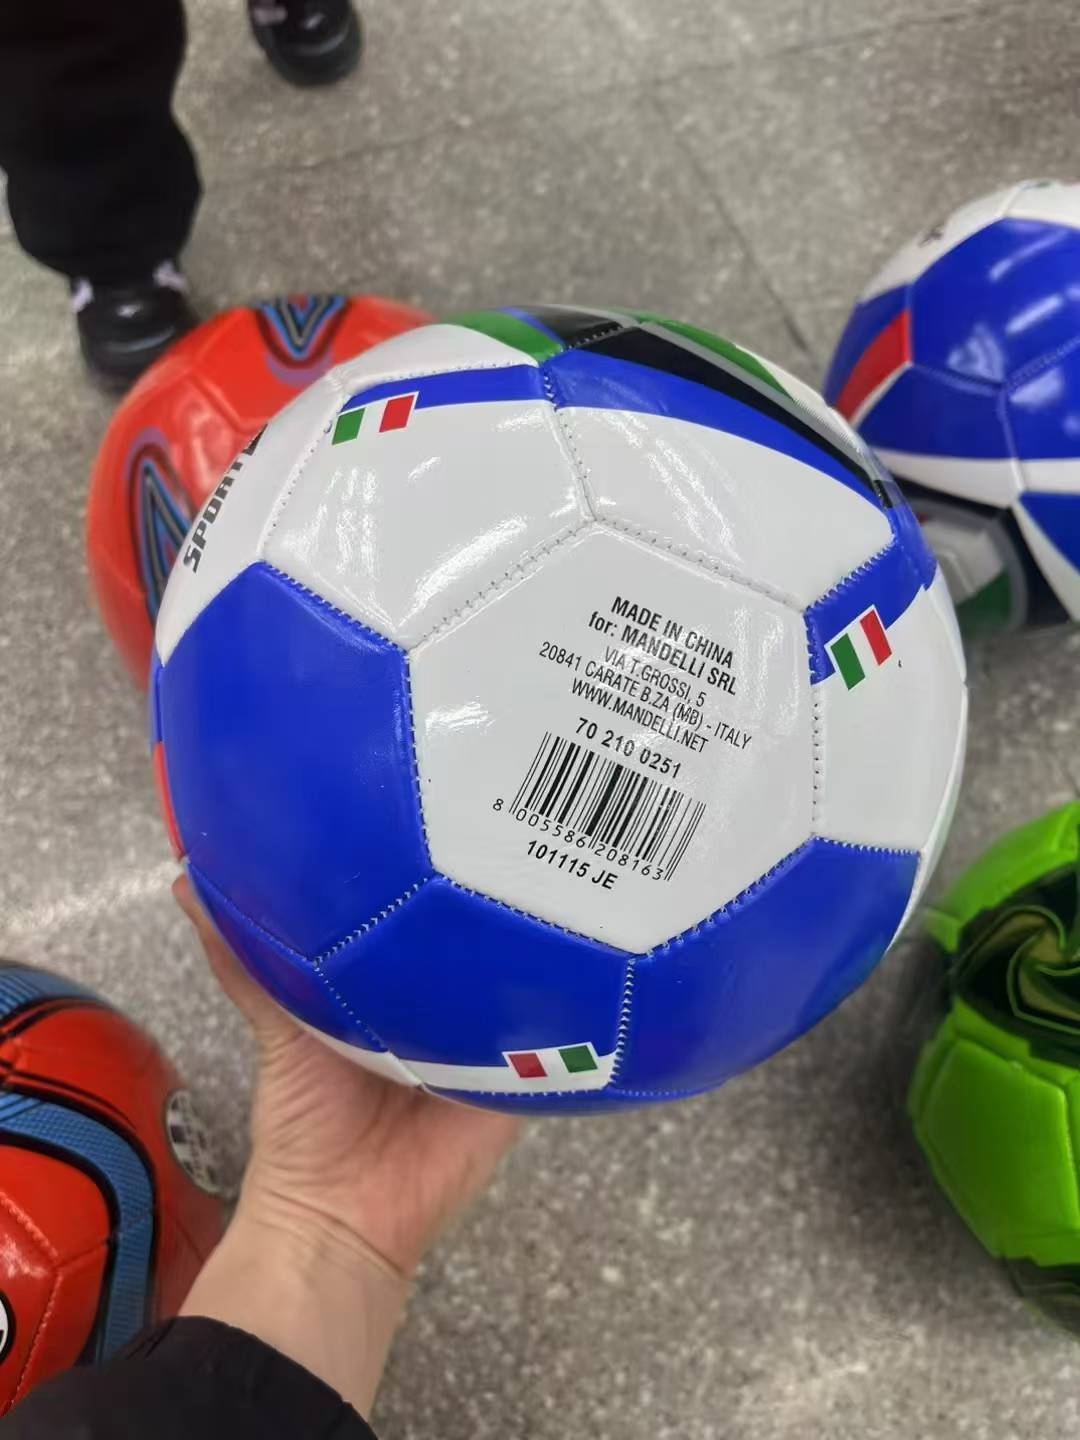 SPORT
MADE IN CHINA
for: MANDELLI SRL
VIA T.GROSSI, 5
20841 CARATE B.ZA (MB) - ITALY
WWW.MANDELLI.NET
70 210 0251
8 005586 208163
101115 JE